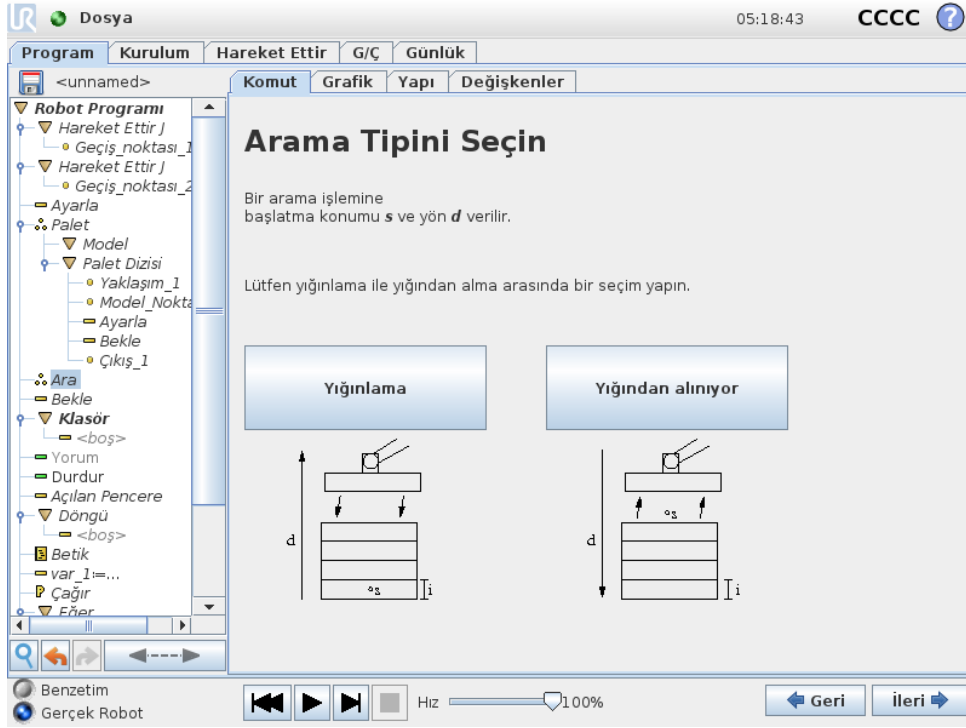 UR Dosya 05:18:43 CCCC ?
Program Kurulum Hareket Ettir G/Ç Günlük
<unnamed> Komut Grafik Yapı Değişkenler
Robot Programı
Hareket Ettir J
Geçiş_noktası_1
Hareket Ettir J
Geçiş_noktası_2
Ayarla
Palet
Model
Palet Dizisi
Yaklaşım_1
Model_Nokta
Ayarla
Bekle
Çıkış_1
Ara
Bekle
Klasör
<boş>
Yorum
Durdur
Açılan Pencere
Döngü
<boş>
Betik
var_1:=...
Çağır
Eğer
Arama Tipini Seçin
Bir arama işlemine
başlatma konumu s ve yön d verilir.
Lütfen yığınlama ile yığından alma arasında bir seçim yapın.
Yığınlama Yığından alınıyor
s
d d
s i i
Benzetim
Gerçek Robot
Hız 100% Geri İleri